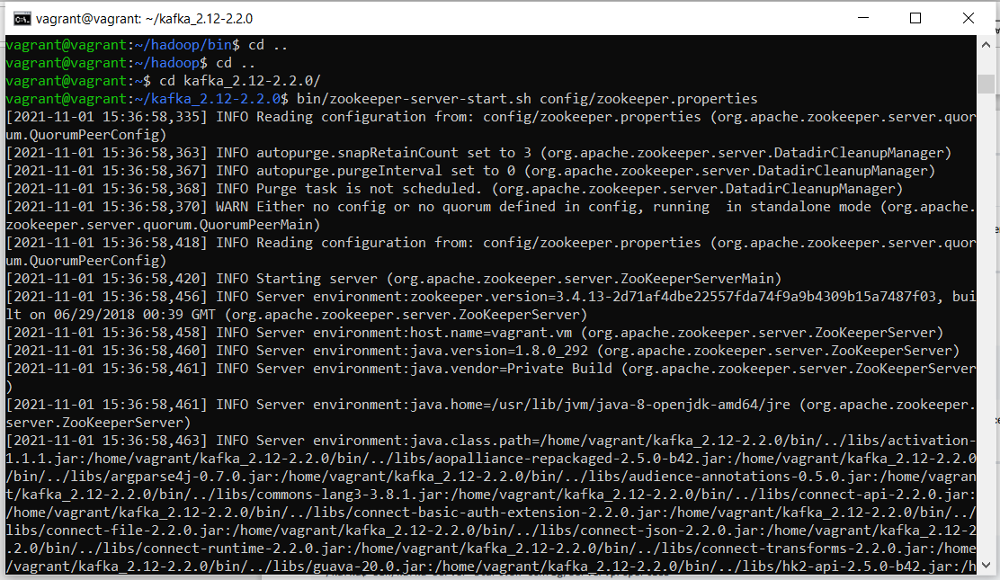 vagrant@vagrant: ~/kafka_2.12-2.2.0
vagrant@vagrant:~/hadoop/bin$ cd ..
vagrant@vagrant:~/hadoop$ cd ..
vagrant@vagrant:~$ cd kafka_2.12-2.2.0/
vagrant@vagrant:~/kafka_2.12-2.2.0$ bin/zookeeper-server-start.sh config/zookeeper.properties
[2021-11-01 15:36:58,335] INFO Reading configuration from: config/zookeeper.properties (org.apache.zookeeper.server.quor
um.QuorumPeerConfig)
[2021-11-01 15:36:58,363] INFO autopurge.snapRetainCount set to 3 (org.apache.zookeeper.server.DatadirCleanupManager)
[2021-11-01 15:36:58,367] INFO autopurge.purgeInterval set to 0 (org.apache.zookeeper.server.DatadirCleanupManager)
[2021-11-01 15:36:58,368] INFO Purge task is not scheduled. (org.apache.zookeeper.server.DatadirCleanupManager)
[2021-11-01 15:36:58,370] WARN Either no config or no quorum defined in config, running  in standalone mode (org.apache.
zookeeper.server.quorum.QuorumPeerMain)
[2021-11-01 15:36:58,418] INFO Reading configuration from: config/zookeeper.properties (org.apache.zookeeper.server.quor
um.QuorumPeerConfig)
[2021-11-01 15:36:58,420] INFO Starting server (org.apache.zookeeper.server.ZooKeeperServerMain)
[2021-11-01 15:36:58,456] INFO Server environment:zookeeper.version=3.4.13-2d71af4dbe22557fda74f9a9b4309b15a7487f03, bui
lt on 06/29/2018 00:39 GMT (org.apache.zookeeper.server.ZooKeeperServer)
[2021-11-01 15:36:58,458] INFO Server environment:host.name=vagrant.vm (org.apache.zookeeper.server.ZooKeeperServer)
[2021-11-01 15:36:58,460] INFO Server environment:java.version=1.8.0_292 (org.apache.zookeeper.server.ZooKeeperServer)
[2021-11-01 15:36:58,461] INFO Server environment:java.vendor=Private Build (org.apache.zookeeper.server.ZooKeeperServer
)
[2021-11-01 15:36:58,461] INFO Server environment:java.home=/usr/lib/jvm/java-8-openjdk-amd64/jre (org.apache.zookeeper.
server.ZooKeeperServer)
[2021-11-01 15:36:58,463] INFO Server environment:java.class.path=/home/vagrant/kafka_2.12-2.2.0/bin/../libs/activation-
1.1.1.jar:/home/vagrant/kafka_2.12-2.2.0/bin/../libs/aopalliance-repackaged-2.5.0-b42.jar:/home/vagrant/kafka_2.12-2.2.0
/bin/../libs/argparse4j-0.7.0.jar:/home/vagrant/kafka_2.12-2.2.0/bin/../libs/audience-annotations-0.5.0.jar:/home/vagran
t/kafka_2.12-2.2.0/bin/../libs/commons-lang3-3.8.1.jar:/home/vagrant/kafka_2.12-2.2.0/bin/../libs/connect-api-2.2.0.jar:
/home/vagrant/kafka_2.12-2.2.0/bin/../libs/connect-basic-auth-extension-2.2.0.jar:/home/vagrant/kafka_2.12-2.2.0/bin/../
libs/connect-file-2.2.0.jar:/home/vagrant/kafka_2.12-2.2.0/bin/../libs/connect-json-2.2.0.jar:/home/vagrant/kafka_2.12-2
.2.0/bin/../libs/connect-runtime-2.2.0.jar:/home/vagrant/kafka_2.12-2.2.0/bin/../libs/connect-transforms-2.2.0.jar:/home
/vagrant/kafka_2.12-2.2.0/bin/../libs/guava-20.0.jar:/home/vagrant/kafka_2.12-2.2.0/bin/../libs/hk2-api-2.5.0-b42.jar:/h